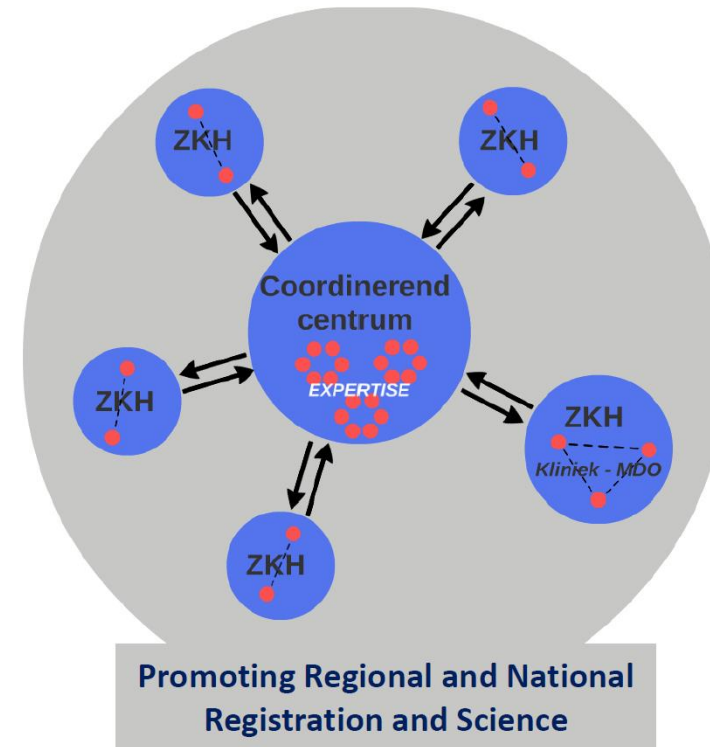 ZKH
ZKH
Coordinerend
centrum
EXPERTISE
ZKH
ZKH
Kliniek - MDO
ZKH
Promoting Regional and National
Registration and Science